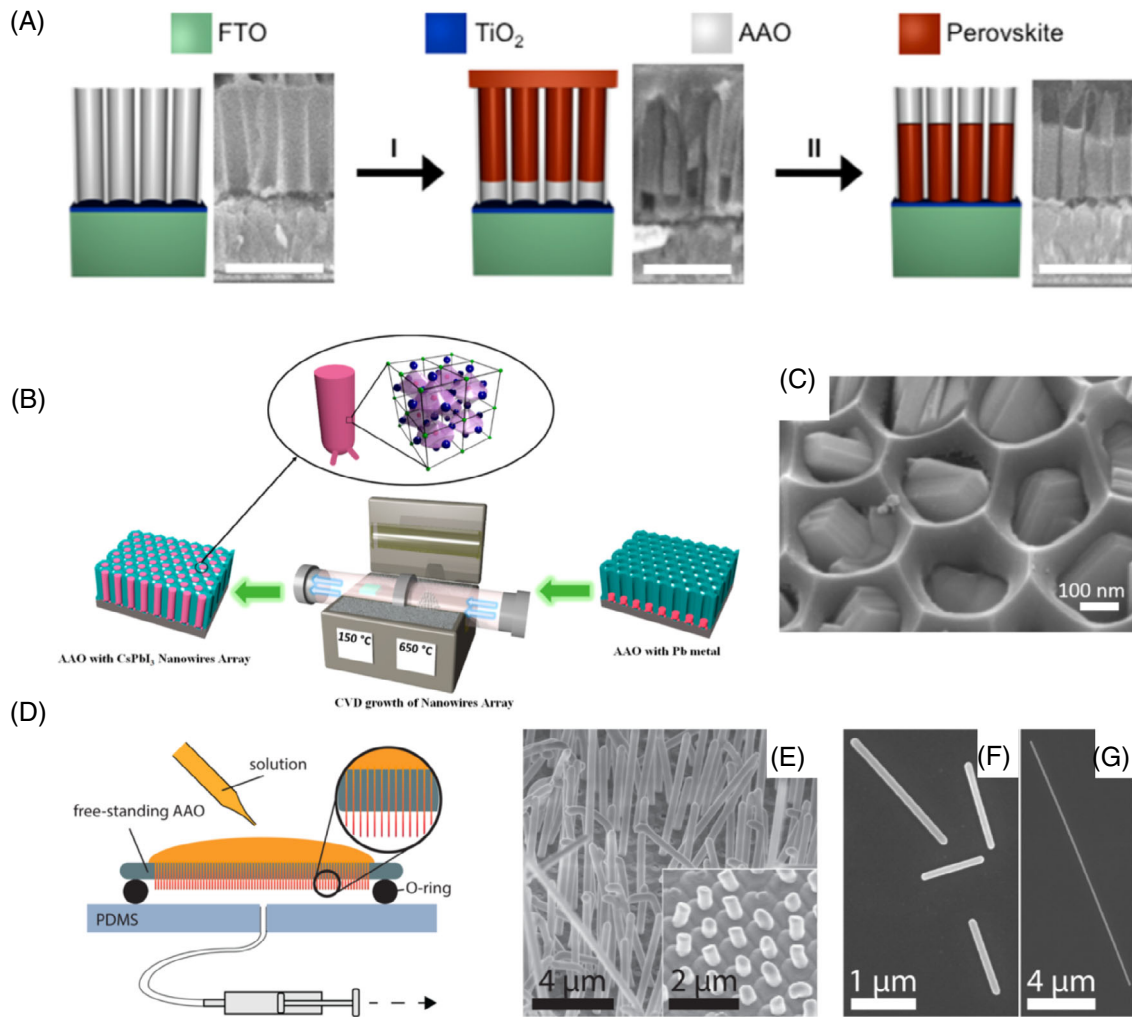 (A)
FTO
TiO₂
AAO
Perovskite
I
II
(B)
150 °C
650 °C
AAO with CsPbI₃ Nanowires Array
CVD growth of Nanowires Array
AAO with Pb metal
(C)
100 nm
(D)
solution
free-standing AAO
O-ring
PDMS
(E)
4 μm
2 μm
(F)
1 μm
(G)
4 μm